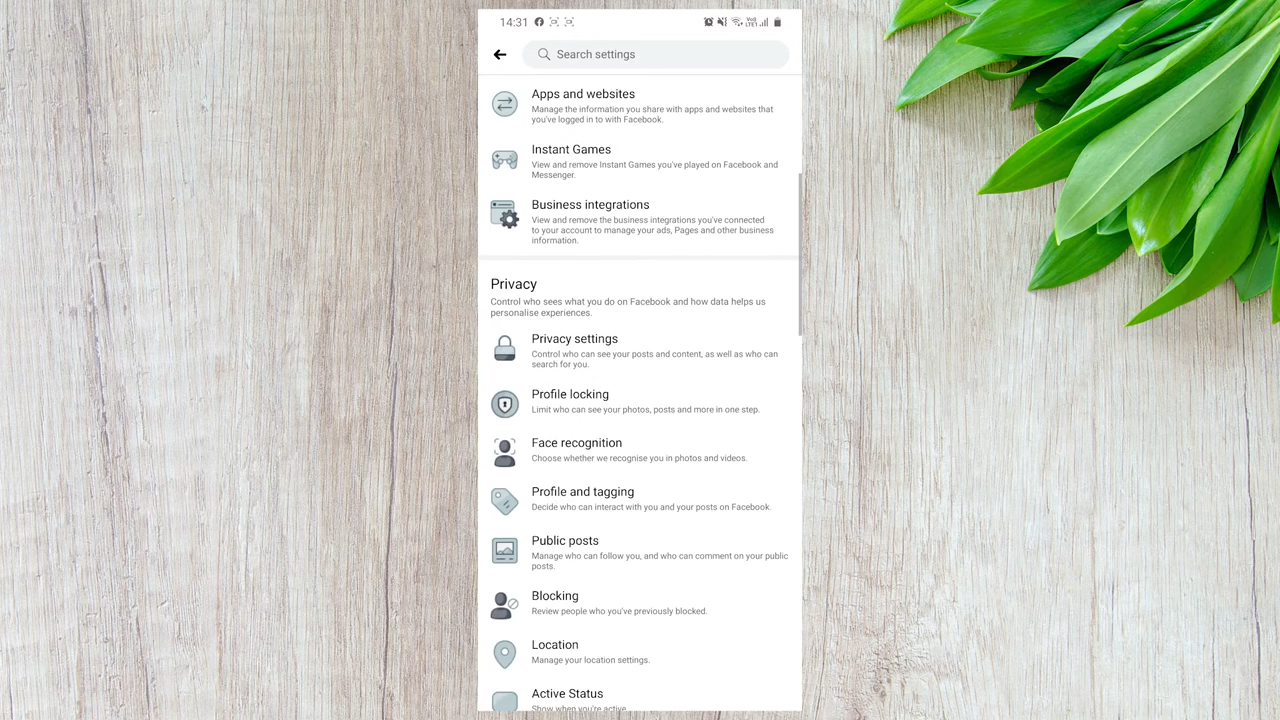 14:31
Search settings
Apps and websites
Manage the information you share with apps and websites that
you've logged in to with Facebook.
Instant Games
View and remove Instant Games you've played on Facebook and
Messenger.
Business integrations
View and remove the business integrations you've connected
to your account to manage your ads, Pages and other business
information.
Privacy
Control who sees what you do on Facebook and how data helps us
personalise experiences.
Privacy settings
Control who can see your posts and content, as well as who can
search for you.
Profile locking
Limit who can see your photos, posts and more in one step.
Face recognition
Choose whether we recognise you in photos and videos.
Profile and tagging
Decide who can interact with you and your posts on Facebook.
Public posts
Manage who can follow you, and who can comment on your public
posts.
Blocking
Review people who you've previously blocked.
Location
Manage your location settings.
Active Status
Show when you're active.